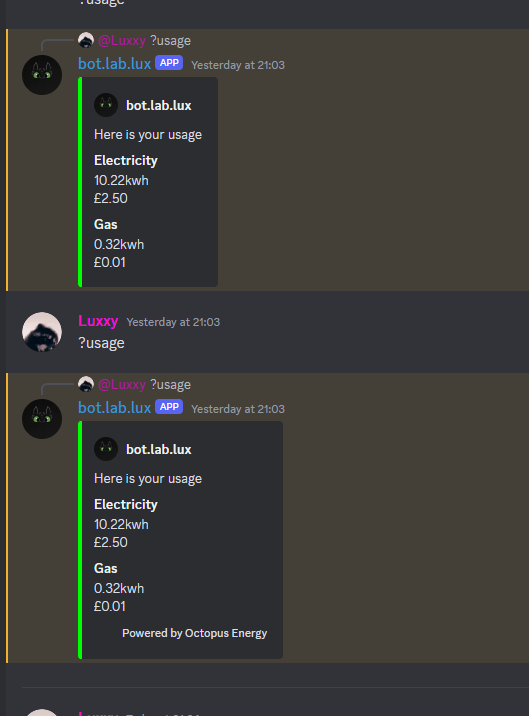 ?usage
@Luxxy ?usage
bot.lab.lux APP Yesterday at 21:03
bot.lab.lux
Here is your usage
Electricity
10.22kwh
£2.50
Gas
0.32kwh
£0.01
Luxxy Yesterday at 21:03
?usage
@Luxxy ?usage
bot.lab.lux APP Yesterday at 21:03
bot.lab.lux
Here is your usage
Electricity
10.22kwh
£2.50
Gas
0.32kwh
£0.01
Powered by Octopus Energy